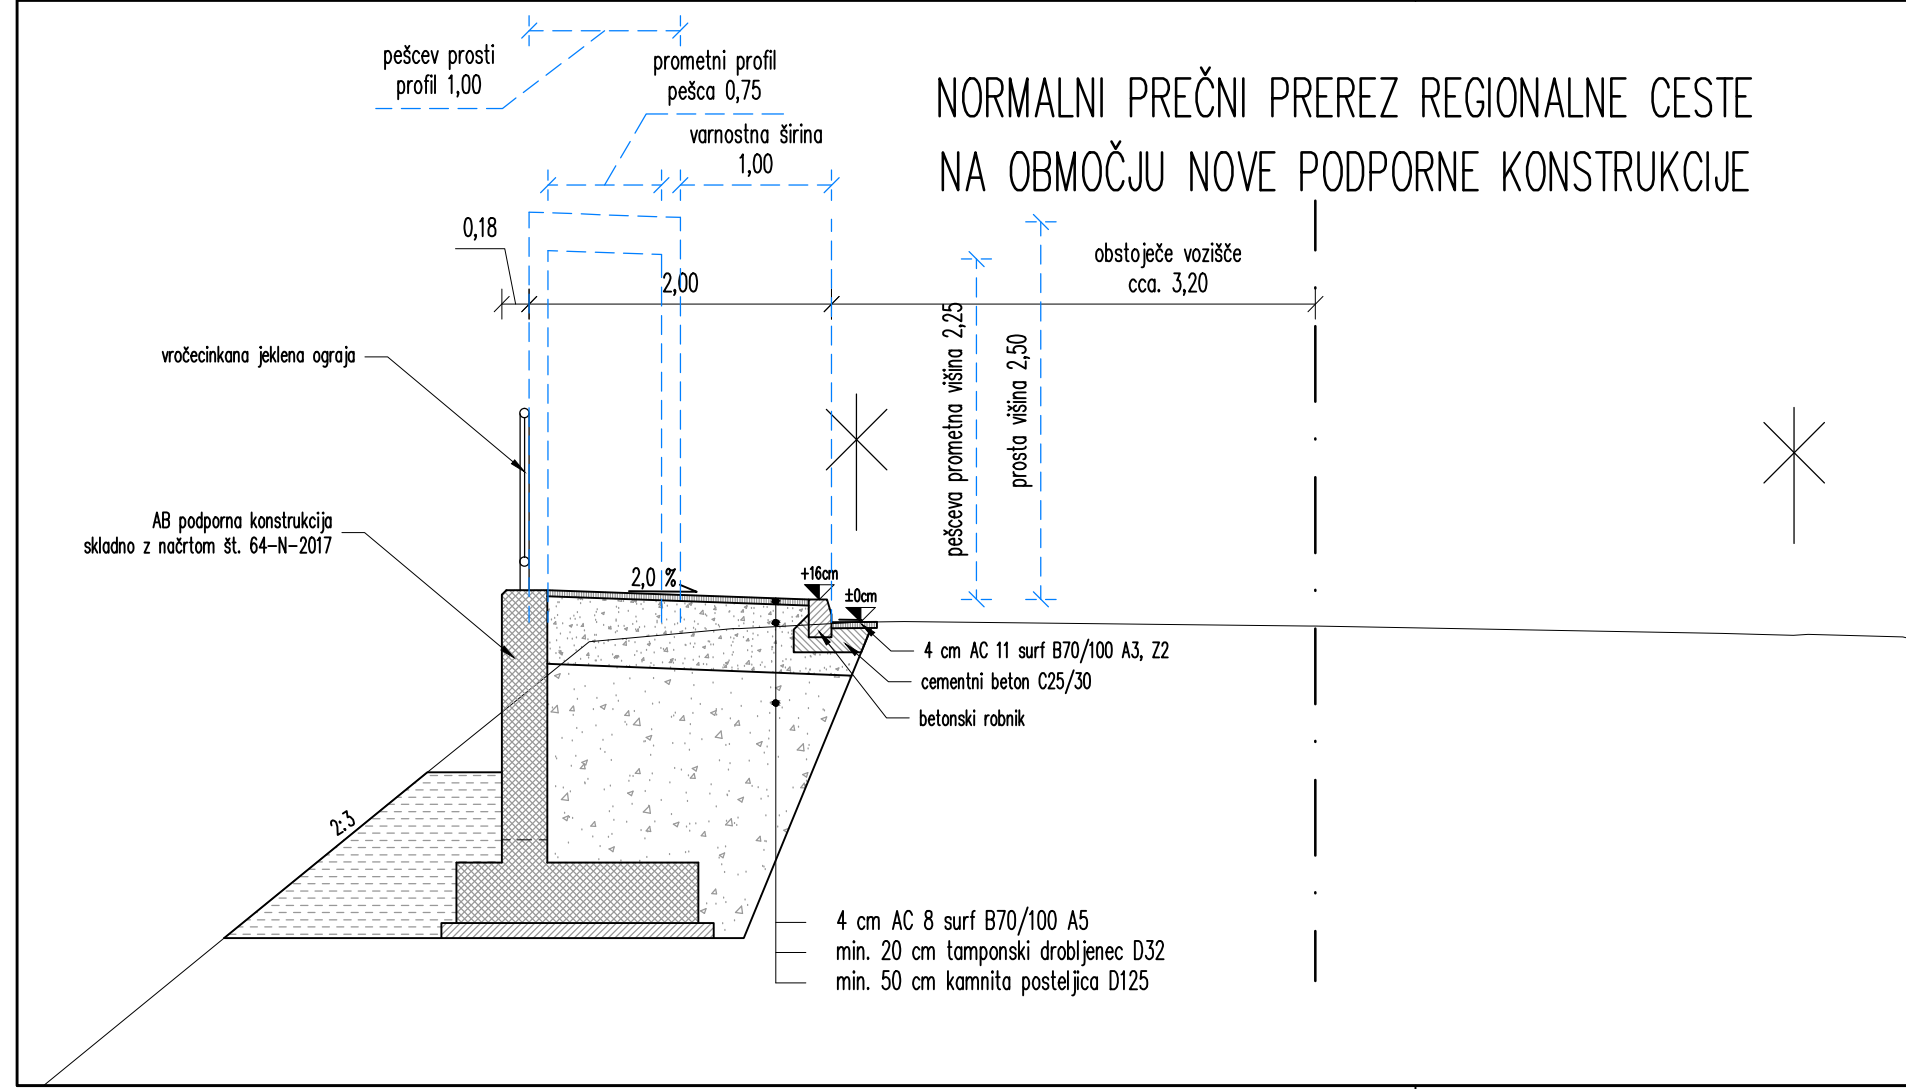 NORMALNI PREČNI PREREZ REGIONALNE CESTE
NA OBMOČJU NOVE PODPORNE KONSTRUKCIJE
pešcev prosti
profil 1,00
prometni profil
pešca 0,75
varnostna širina
1,00
0,18
2,00
obstoječe vozišče
cca. 3,20
pešceva prometna višina 2,25
prosta višina 2,50
vročecinkana jeklena ograja
AB podporna konstrukcija
skladno z načrtom št. 64-N-2017
2,0 %
+16cm
±0cm
4 cm AC 11 surf B70/100 A3, Z2
cementni beton C25/30
betonski robnik
2:3
4 cm AC 8 surf B70/100 A5
min. 20 cm tamponski drobljenec D32
min. 50 cm kamnita posteljica D125